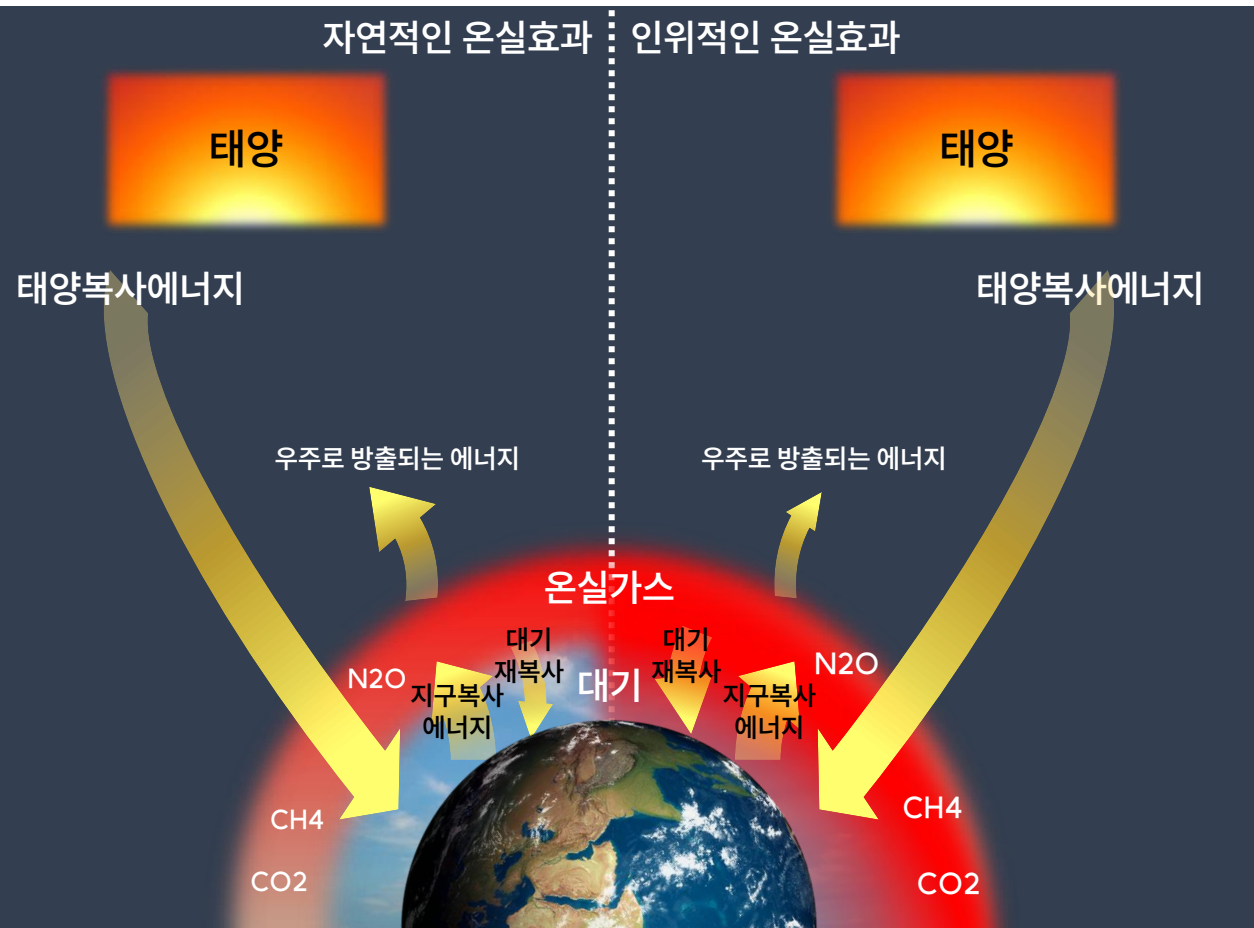 자연적인 온실효과
인위적인 온실효과
태양
태양
태양복사에너지
태양복사에너지
우주로 방출되는 에너지
우주로 방출되는 에너지
온실가스
대기
재복사
대기
재복사
대기
N2O
지구복사
에너지
지구복사
에너지
N2O
CH4
CH4
CO2
CO2